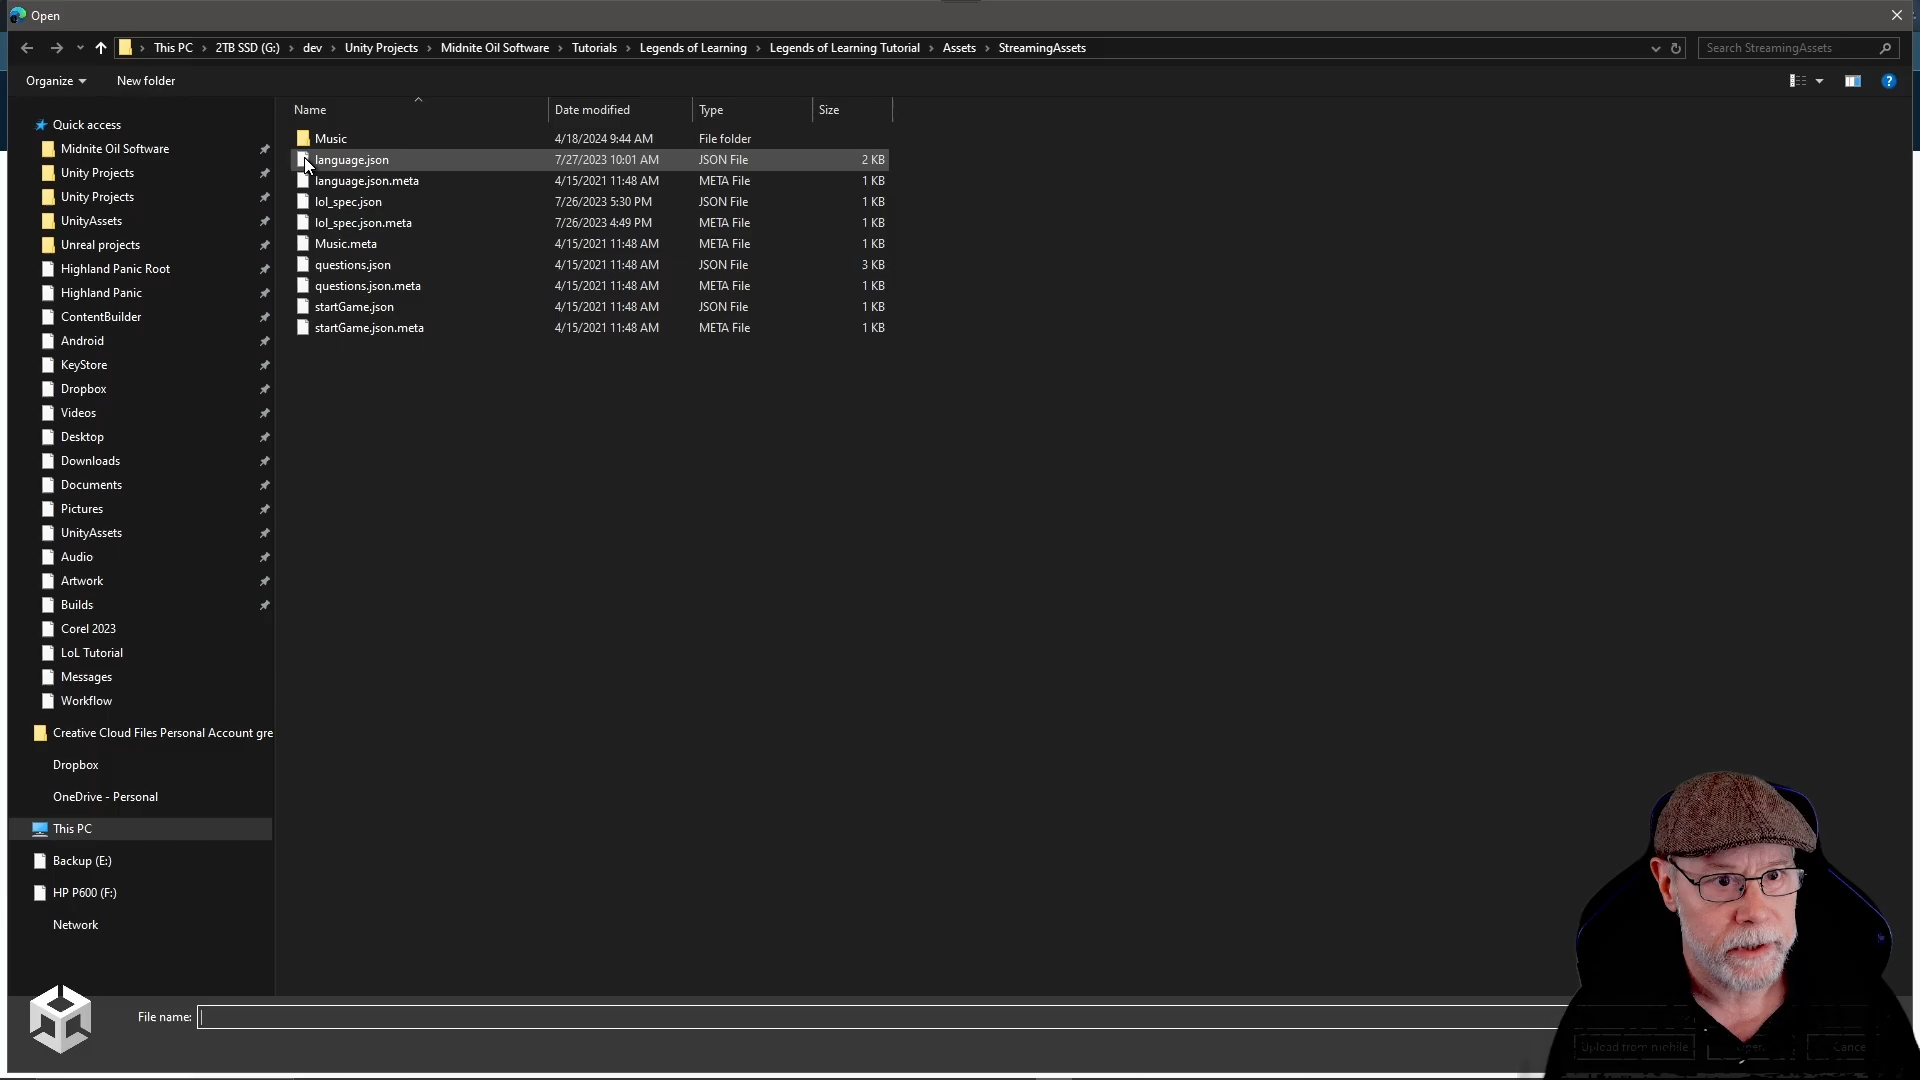 Open
This PC > 2TB SSD (G:) > dev > Unity Projects > Midnite Oil Software > Tutorials > Legends of Learning > Legends of Learning Tutorial > Assets > StreamingAssets
Search StreamingAssets
Organize
New folder
?
Name Date modified Type Size
Music 4/18/2024 9:44 AM File folder
language.json 7/27/2023 10:01 AM JSON File 2 KB
language.json.meta 4/15/2021 11:48 AM META File 1 KB
lol_spec.json 7/26/2023 5:30 PM JSON File 1 KB
lol_spec.json.meta 7/26/2023 4:49 PM META File 1 KB
Music.meta 4/15/2021 11:48 AM META File 1 KB
questions.json 4/15/2021 11:48 AM JSON File 3 KB
questions.json.meta 4/15/2021 11:48 AM META File 1 KB
startGame.json 4/15/2021 11:48 AM JSON File 1 KB
startGame.json.meta 4/15/2021 11:48 AM META File 1 KB
Quick access
Midnite Oil Software
Unity Projects
Unity Projects
UnityAssets
Unreal projects
Highland Panic Root
Highland Panic
ContentBuilder
Android
KeyStore
Dropbox
Videos
Desktop
Downloads
Documents
Pictures
UnityAssets
Audio
Artwork
Builds
Corel 2023
LoL Tutorial
Messages
Workflow
Creative Cloud Files Personal Account gre
Dropbox
OneDrive - Personal
This PC
Backup (E:)
HP P600 (F:)
Network
File name:
Upload from mobile
Cance